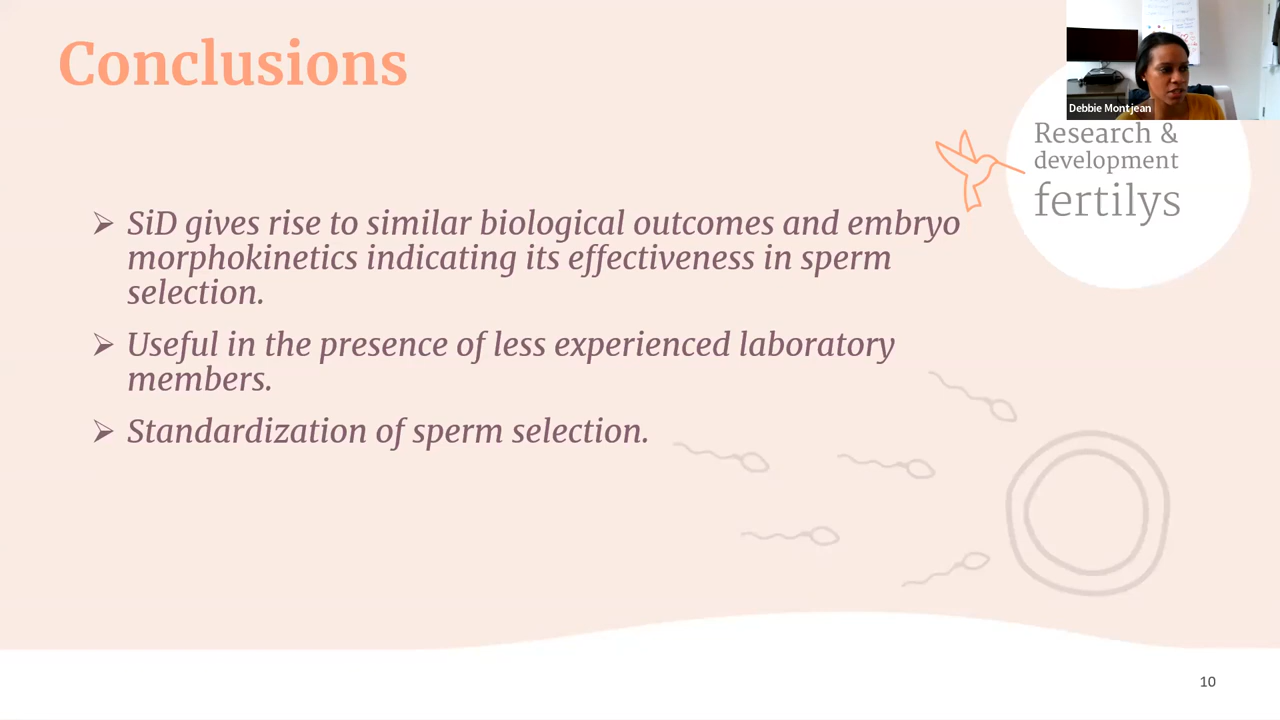 Conclusions
Debbie Montjean
Research &
development
fertilys
➢ SiD gives rise to similar biological outcomes and embryo
morphokinetics indicating its effectiveness in sperm
selection.
➢ Useful in the presence of less experienced laboratory
members.
➢ Standardization of sperm selection.
10